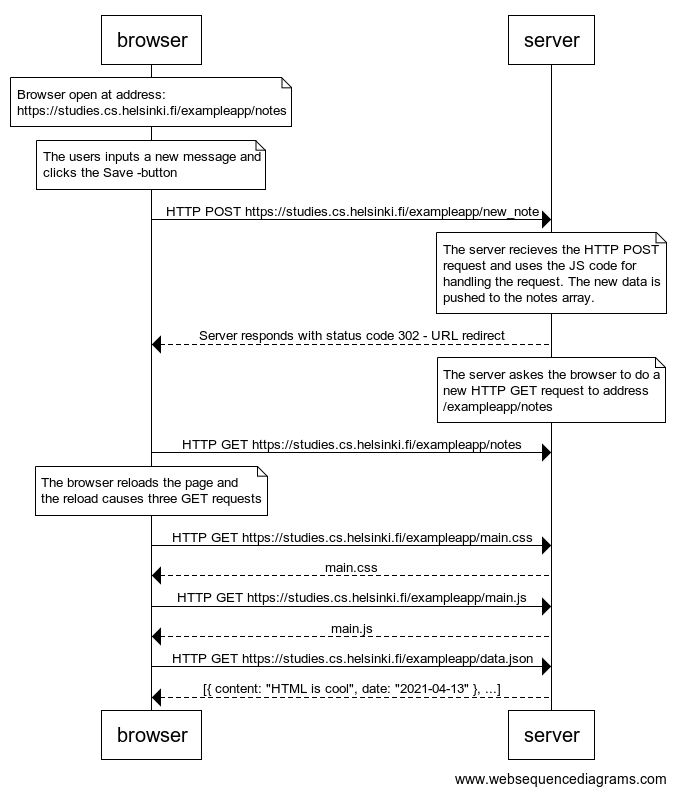 browser
server
Browser open at address:
https://studies.cs.helsinki.fi/exampleapp/notes
The users inputs a new message and
clicks the Save -button
HTTP POST https://studies.cs.helsinki.fi/exampleapp/new_note
The server recieves the HTTP POST
request and uses the JS code for
handling the request. The new data is
pushed to the notes array.
Server responds with status code 302 - URL redirect
The server askes the browser to do a
new HTTP GET request to address
/exampleapp/notes
HTTP GET https://studies.cs.helsinki.fi/exampleapp/notes
The browser reloads the page and
the reload causes three GET requests
HTTP GET https://studies.cs.helsinki.fi/exampleapp/main.css
main.css
HTTP GET https://studies.cs.helsinki.fi/exampleapp/main.js
main.js
HTTP GET https://studies.cs.helsinki.fi/exampleapp/data.json
[{ content: "HTML is cool", date: "2021-04-13" }, ...]
browser
server
www.websequencediagrams.com